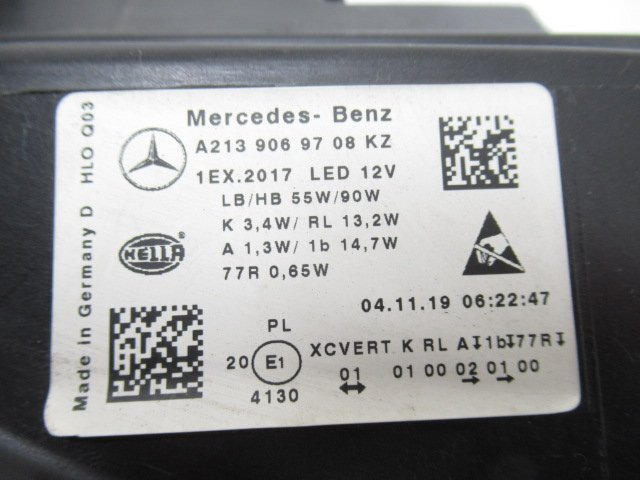 Mercedes-Benz
A213 906 97 08 KZ
1EX.2017 LED 12V
LB/HB 55W/90W
K 3,4W/ RL 13,2W
A 1,3W/ 1b 14,7W
77R 0,65W
HELLA
Made in Germany D HLO Q03
04.11.19 06:22:47
PL
20 E1
4130
XCVERT K RL A 1b 77R
01 01 00 02 01 00